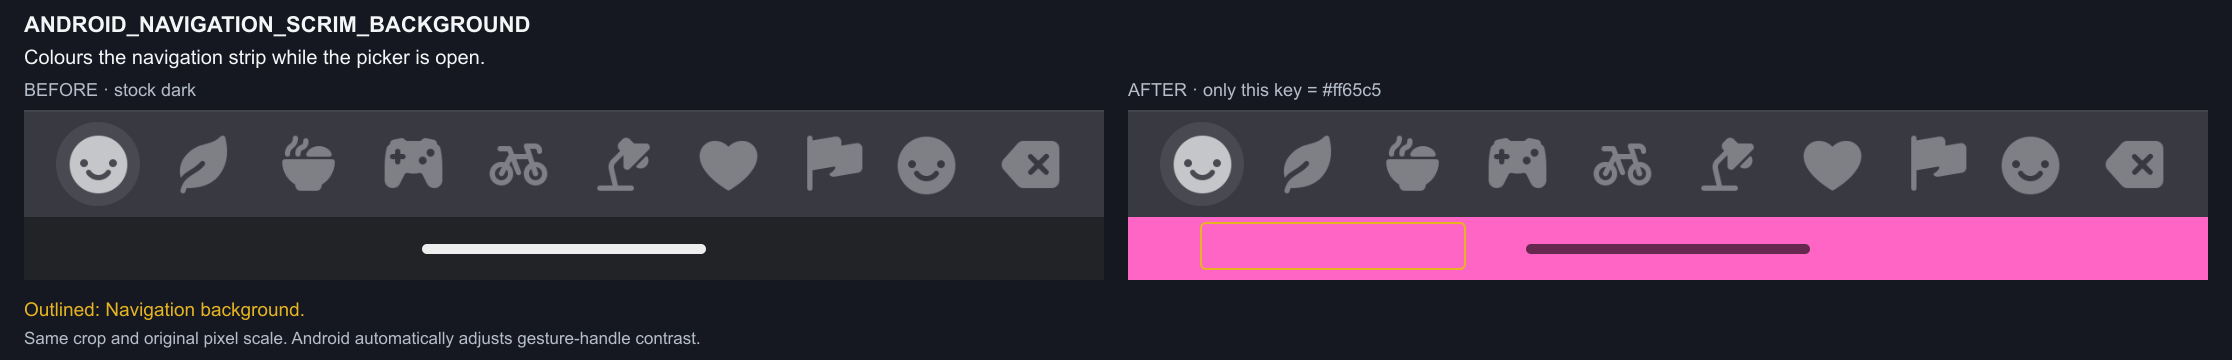 ANDROID_NAVIGATION_SCRIM_BACKGROUND
Colours the navigation strip while the picker is open.
BEFORE · stock dark
AFTER · only this key = #ff65c5
Outlined: Navigation background.
Same crop and original pixel scale. Android automatically adjusts gesture-handle contrast.